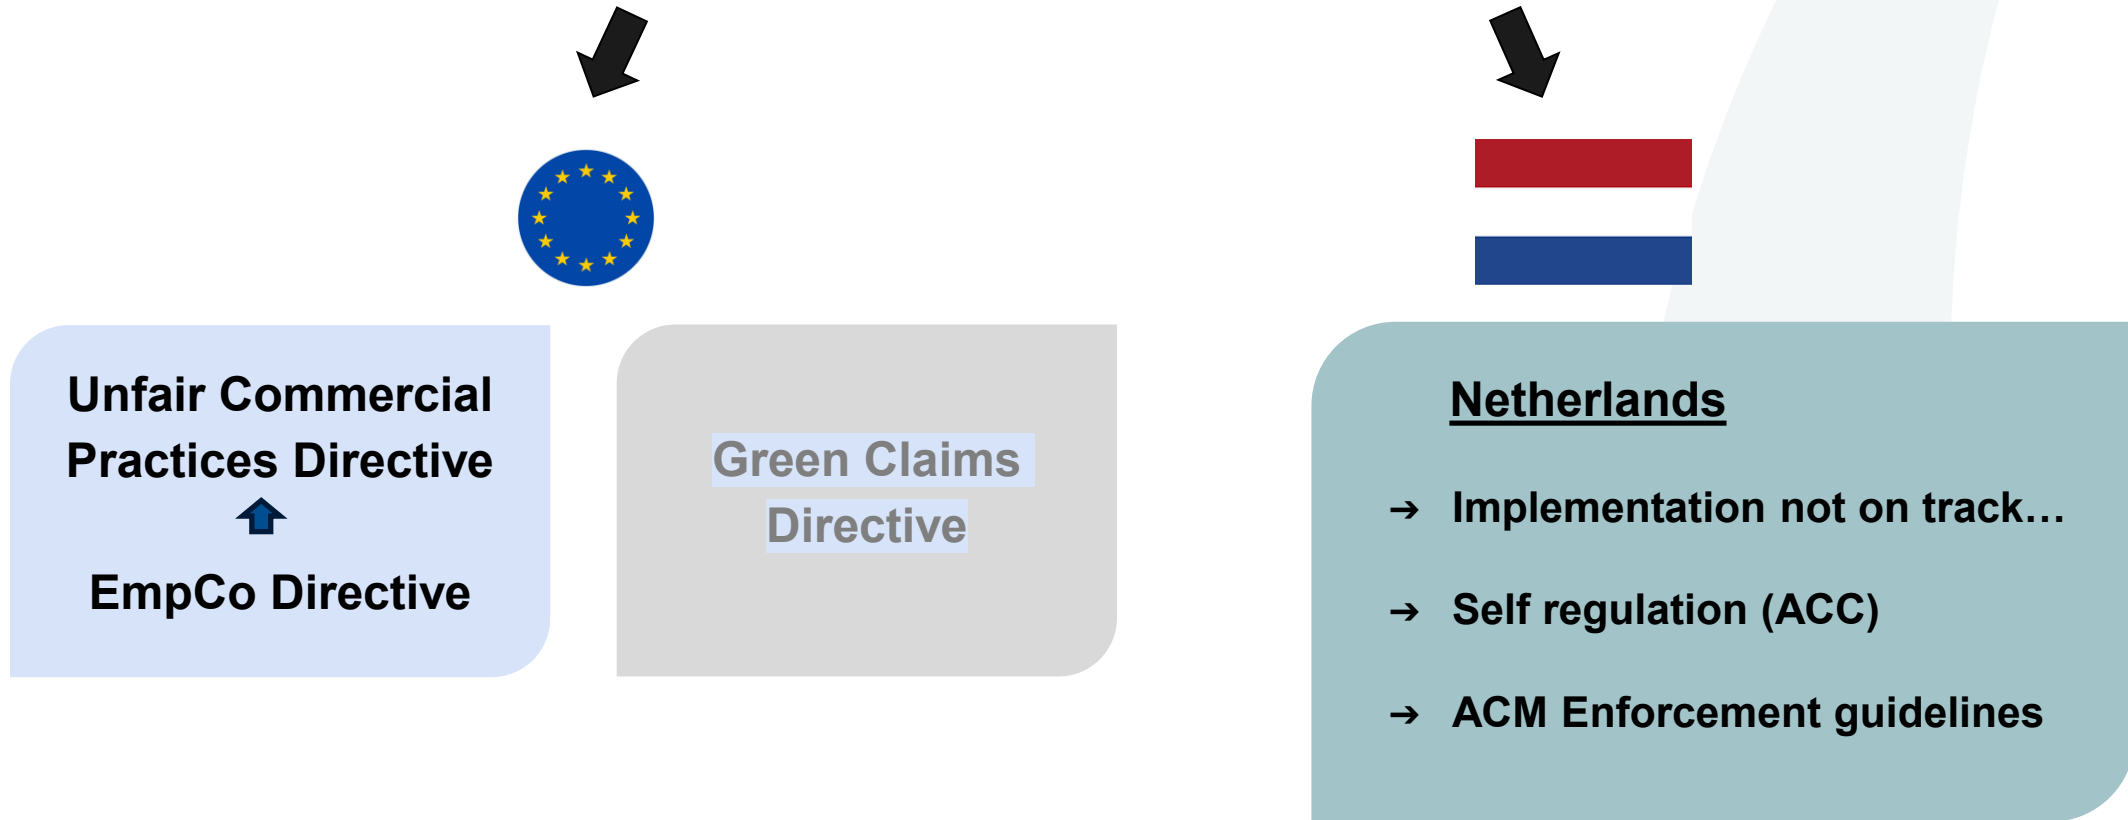 Unfair Commercial
Practices Directive
EmpCo Directive
Green Claims
Directive
Netherlands
➔ Implementation not on track…
➔ Self regulation (ACC)
➔ ACM Enforcement guidelines